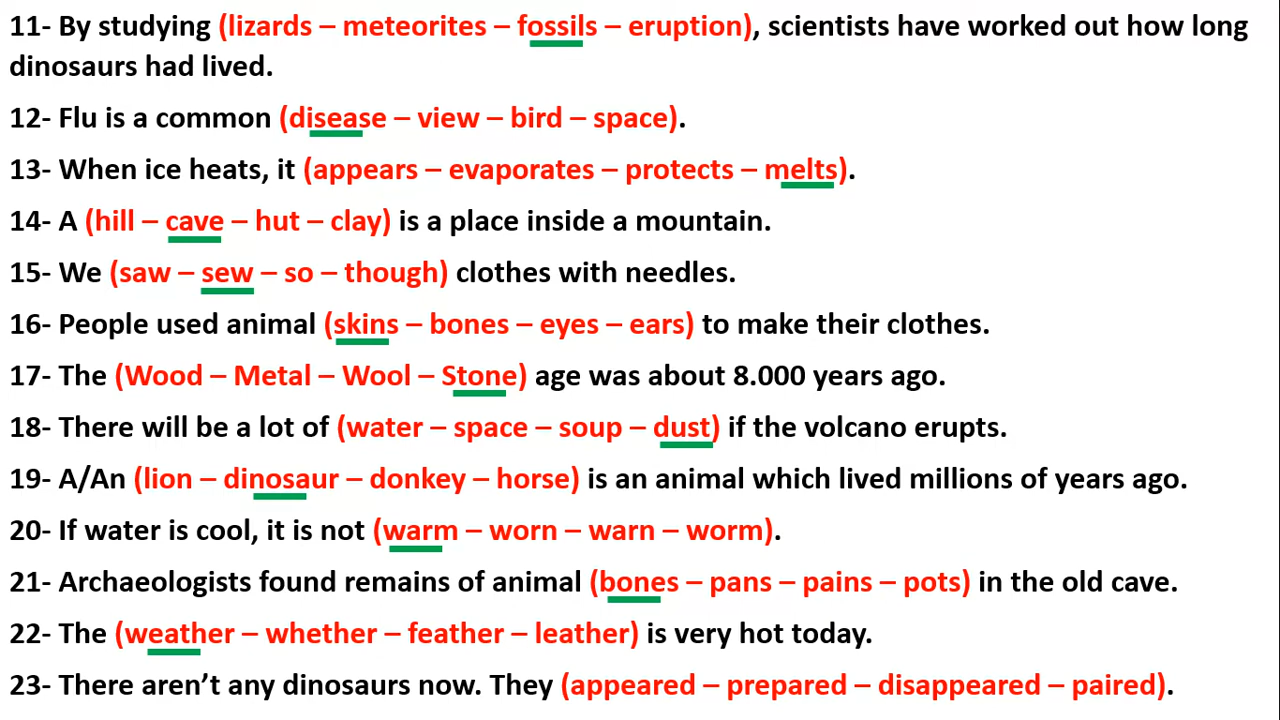 11- By studying (lizards – meteorites – fossils – eruption), scientists have worked out how long
dinosaurs had lived.
12- Flu is a common (disease – view – bird – space).
13- When ice heats, it (appears – evaporates – protects – melts).
14- A (hill – cave – hut – clay) is a place inside a mountain.
15- We (saw – sew – so – though) clothes with needles.
16- People used animal (skins – bones – eyes – ears) to make their clothes.
17- The (Wood – Metal – Wool – Stone) age was about 8.000 years ago.
18- There will be a lot of (water – space – soup – dust) if the volcano erupts.
19- A/An (lion – dinosaur – donkey – horse) is an animal which lived millions of years ago.
20- If water is cool, it is not (warm – worn – warn – worm).
21- Archaeologists found remains of animal (bones – pans – pains – pots) in the old cave.
22- The (weather – whether – feather – leather) is very hot today.
23- There aren’t any dinosaurs now. They (appeared – prepared – disappeared – paired).